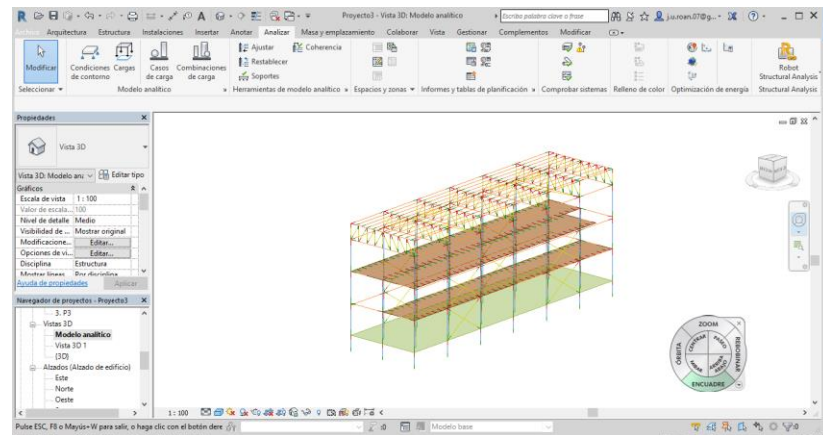 Proyecto3 - Vista 3D: Modelo analítico
Escriba palabra clave o frase
Arquitectura Estructura Instalaciones Insertar Anotar Analizar Masa y emplazamiento Colaborar Vista Gestionar Complementos Modificar
Modificar
Condiciones de contorno
Cargas
Casos de carga
Combinaciones de carga
Ajustar
Restablecer
Soportes
Coherencia
Robot
Structural Analysis
Seleccionar Modelo analítico Herramientas de modelo analítico Espacios y zonas Informes y tablas de planificación Comprobar sistemas Relleno de color Optimización de energía Structural Analysis
Propiedades
Vista 3D
Vista 3D: Modelo Editar tipo
Gráficos
Escala de vista 1 : 100
Valor de escala... 100
Nivel de detalle Medio
Visibilidad de ... Mostrar original
Modificacione... Editar...
Opciones de vi... Editar...
Disciplina Estructura
Mostrar líneas Por disciplina
Ayuda de propiedades Aplicar
Navegador de proyectos - Proyecto3
3. P3
Vistas 3D
Modelo analítico
Vista 3D 1
{3D}
Alzados (Alzado de edificio)
Este
Norte
Oeste
ZOOM
ÓRBITA
REBOBINAR
ENCUADRE
CENTRAR
PASEO
MIRAR
ARRIBA
ABAJO
1 : 100
Pulse ESC, F8 o Mayús+W para salir, o haga clic con el botón dere
:0
Modelo base